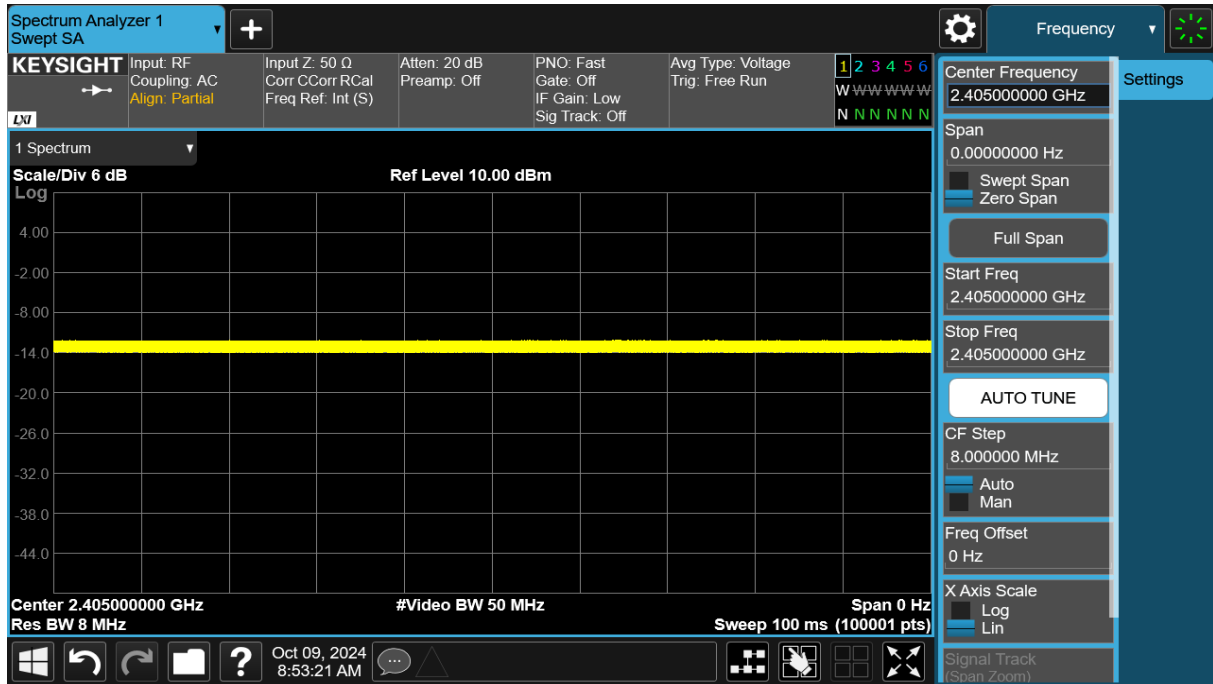 Spectrum Analyzer 1
Swept SA
+
Frequency
KEYSIGHT
LXI
Input: RF
Coupling: AC
Align: Partial
Input Z: 50 Ω
Corr CCorr RCal
Freq Ref: Int (S)
Atten: 20 dB
Preamp: Off
PNO: Fast
Gate: Off
IF Gain: Low
Sig Track: Off
Avg Type: Voltage
Trig: Free Run
1 2 3 4 5 6
W W W W W W
N N N N N N
1 Spectrum
Scale/Div 6 dB
Ref Level 10.00 dBm
Log
4.00
-2.00
-8.00
-14.0
-20.0
-26.0
-32.0
-38.0
-44.0
Center 2.405000000 GHz
#Video BW 50 MHz
Span 0 Hz
Res BW 8 MHz
Sweep 100 ms (100001 pts)
Center Frequency
2.405000000 GHz
Settings
Span
0.00000000 Hz
Swept Span
Zero Span
Full Span
Start Freq
2.405000000 GHz
Stop Freq
2.405000000 GHz
AUTO TUNE
CF Step
8.000000 MHz
Auto
Man
Freq Offset
0 Hz
X Axis Scale
Log
Lin
Signal Track
(Span Zoom)
?
Oct 09, 2024
8:53:21 AM